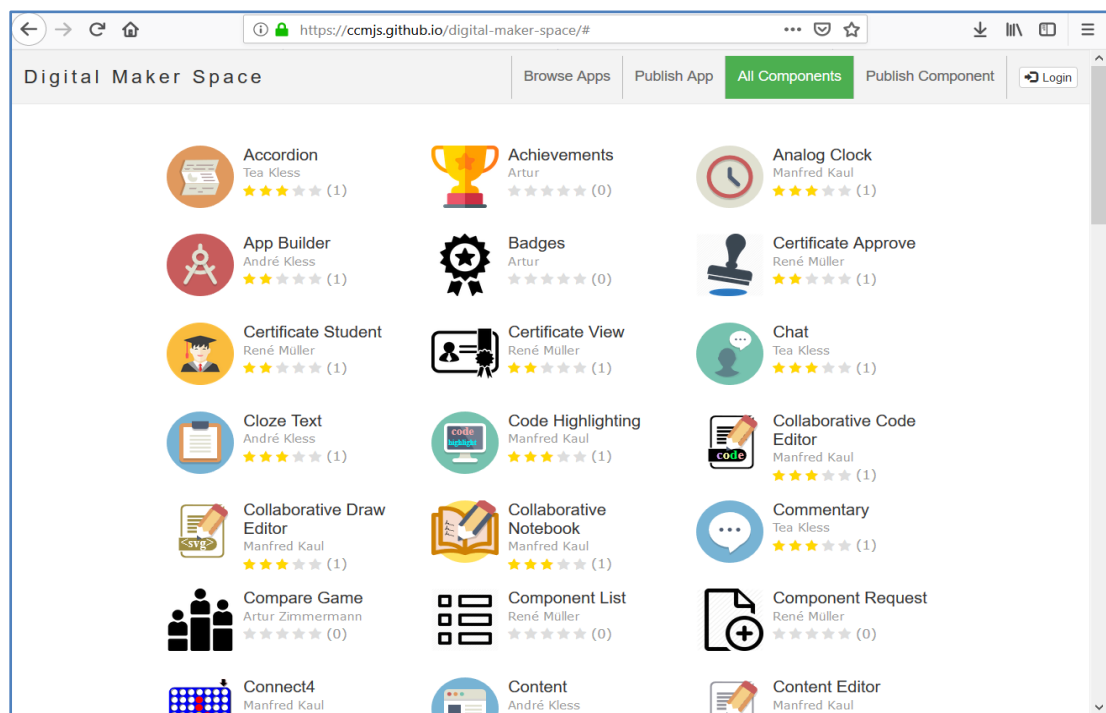 https://ccmjs.github.io/digital-maker-space/#
Digital Maker Space
Browse Apps
Publish App
All Components
Publish Component
Login
Accordion
Tea Kless
(1)
Achievements
Artur
(0)
Analog Clock
Manfred Kaul
(1)
App Builder
André Kless
(1)
Badges
Artur
(0)
Certificate Approve
René Müller
(1)
Certificate Student
René Müller
(1)
Certificate View
René Müller
(1)
Chat
Tea Kless
(1)
Cloze Text
André Kless
(1)
code
highlight
Code Highlighting
Manfred Kaul
(1)
code
Collaborative Code
Editor
Manfred Kaul
(1)
<svg>
Collaborative Draw
Editor
Manfred Kaul
(1)
Collaborative
Notebook
Manfred Kaul
(1)
Commentary
Tea Kless
(1)
Compare Game
Artur Zimmermann
(0)
Component List
René Müller
(0)
Component Request
René Müller
(0)
Connect4
Manfred Kaul
Content
André Kless
Content Editor
Manfred Kaul